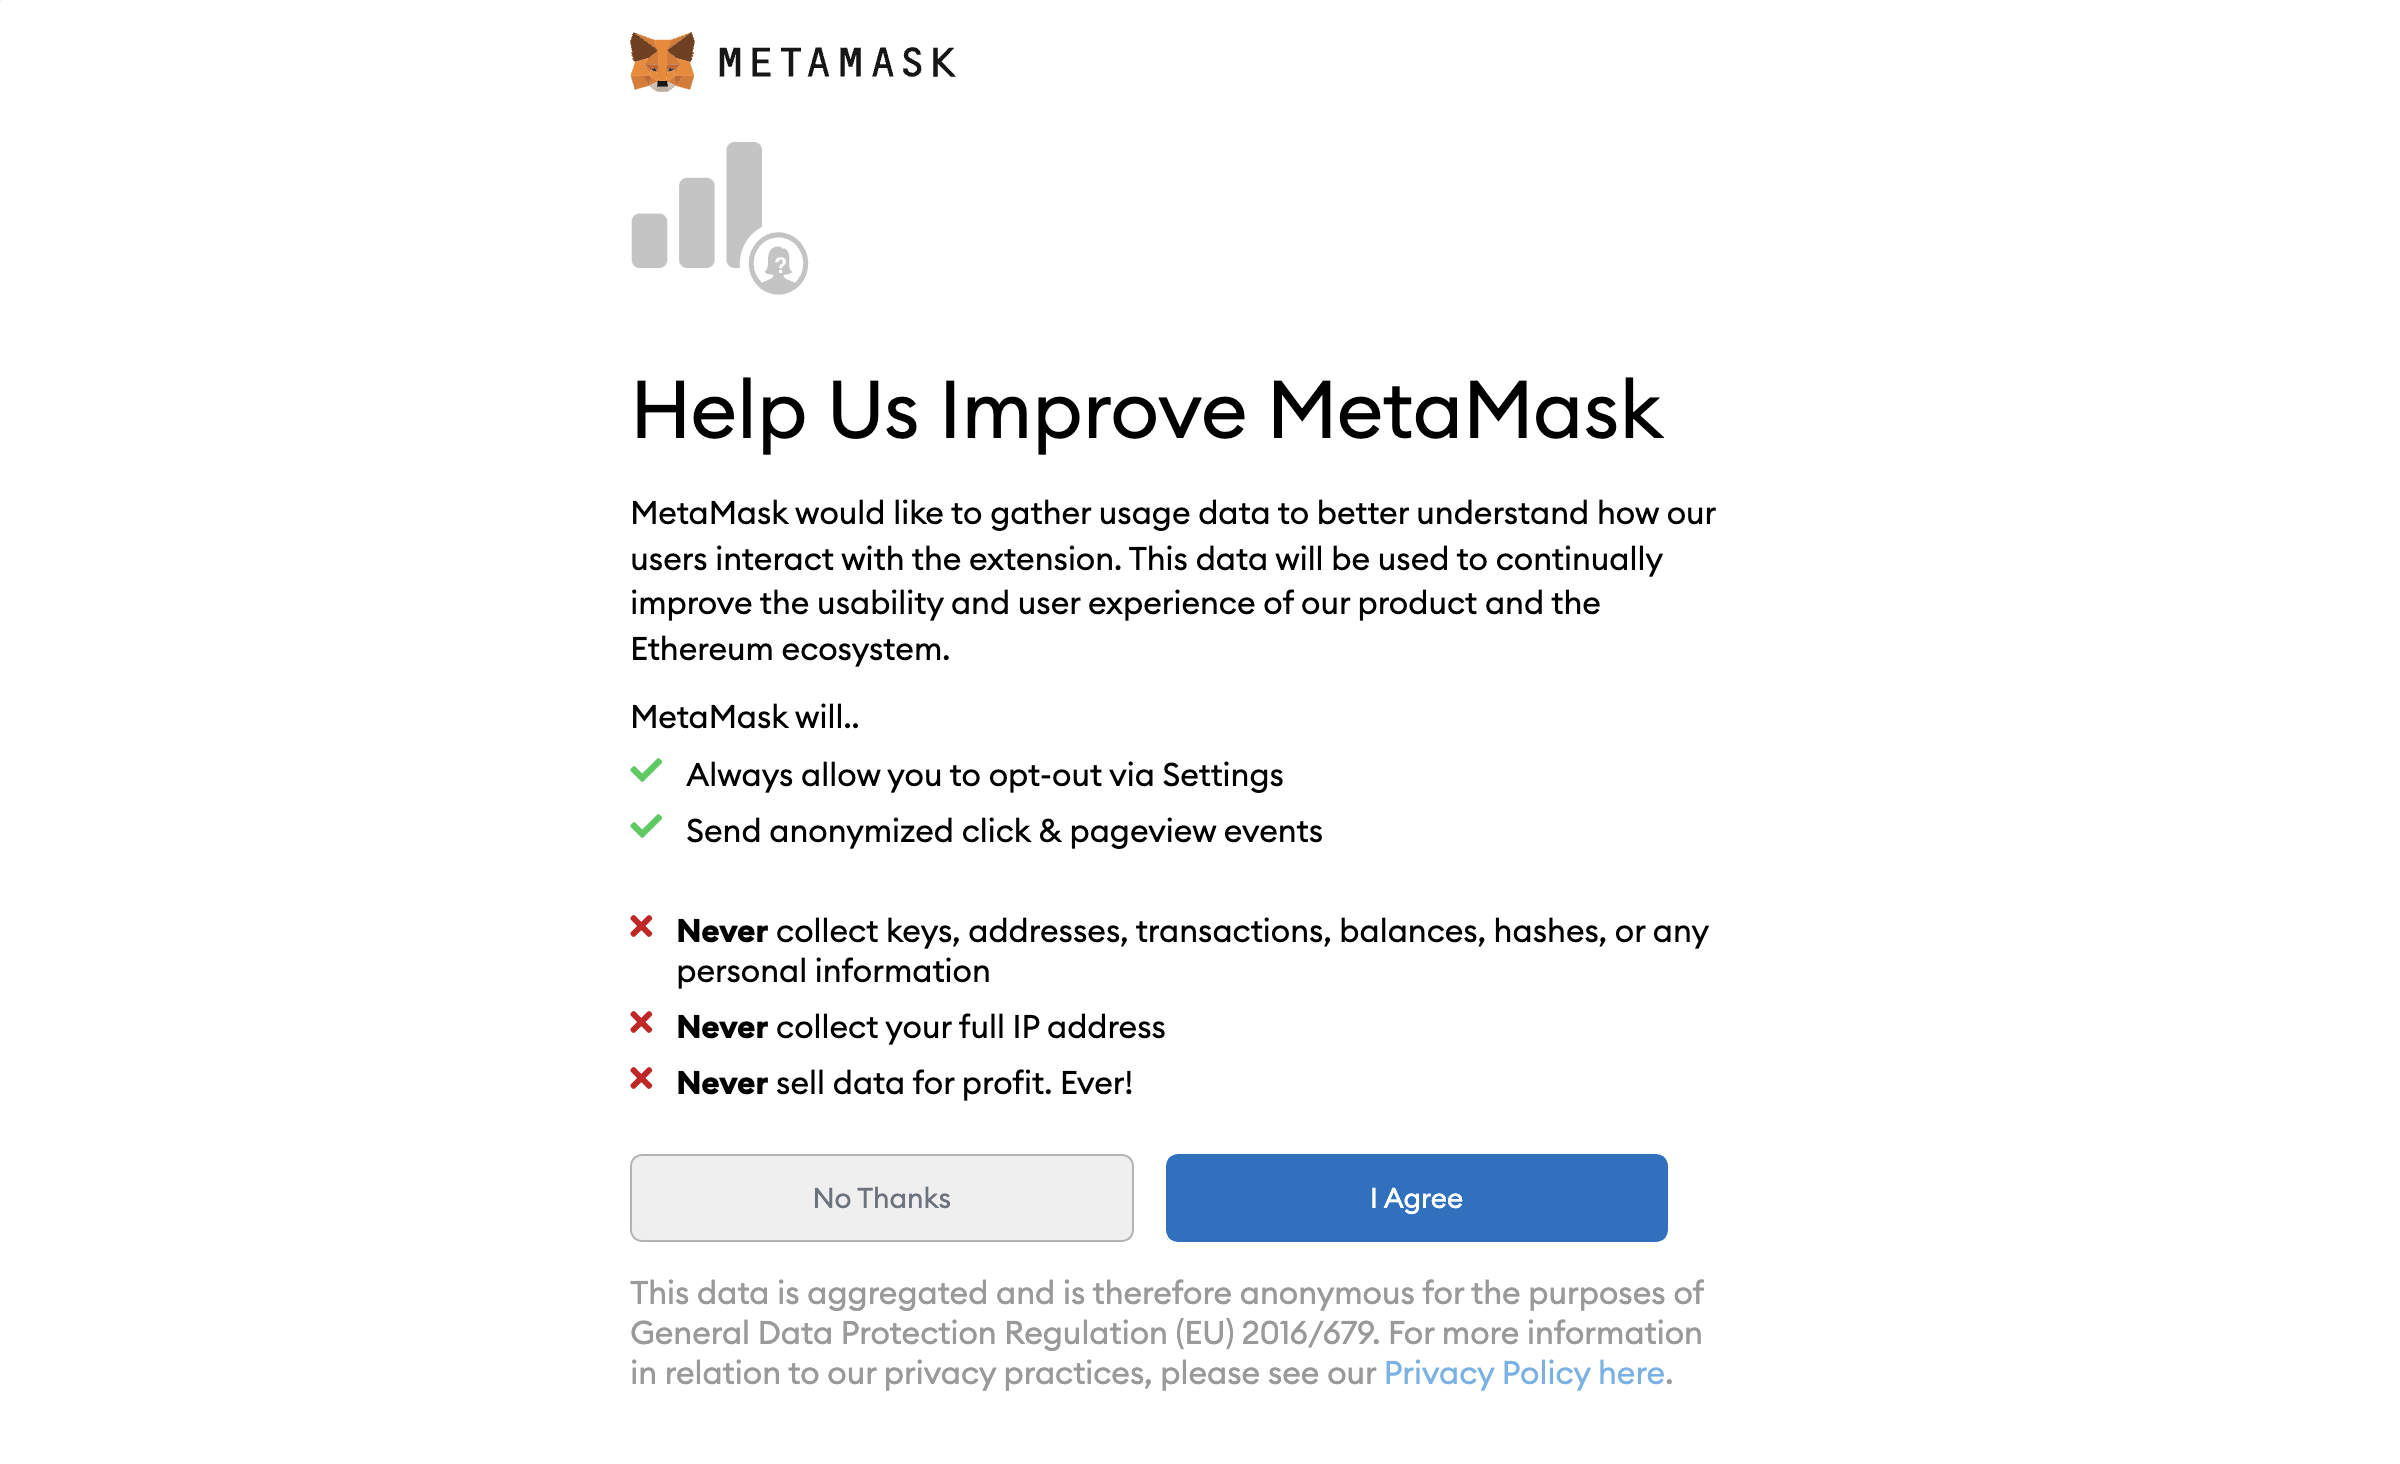 METAMASK
?
Help Us Improve MetaMask
MetaMask would like to gather usage data to better understand how our
users interact with the extension. This data will be used to continually
improve the usability and user experience of our product and the
Ethereum ecosystem.
MetaMask will..
Always allow you to opt-out via Settings
Send anonymized click & pageview events
Never collect keys, addresses, transactions, balances, hashes, or any
personal information
Never collect your full IP address
Never sell data for profit. Ever!
No Thanks
I Agree
This data is aggregated and is therefore anonymous for the purposes of
General Data Protection Regulation (EU) 2016/679. For more information
in relation to our privacy practices, please see our Privacy Policy here.